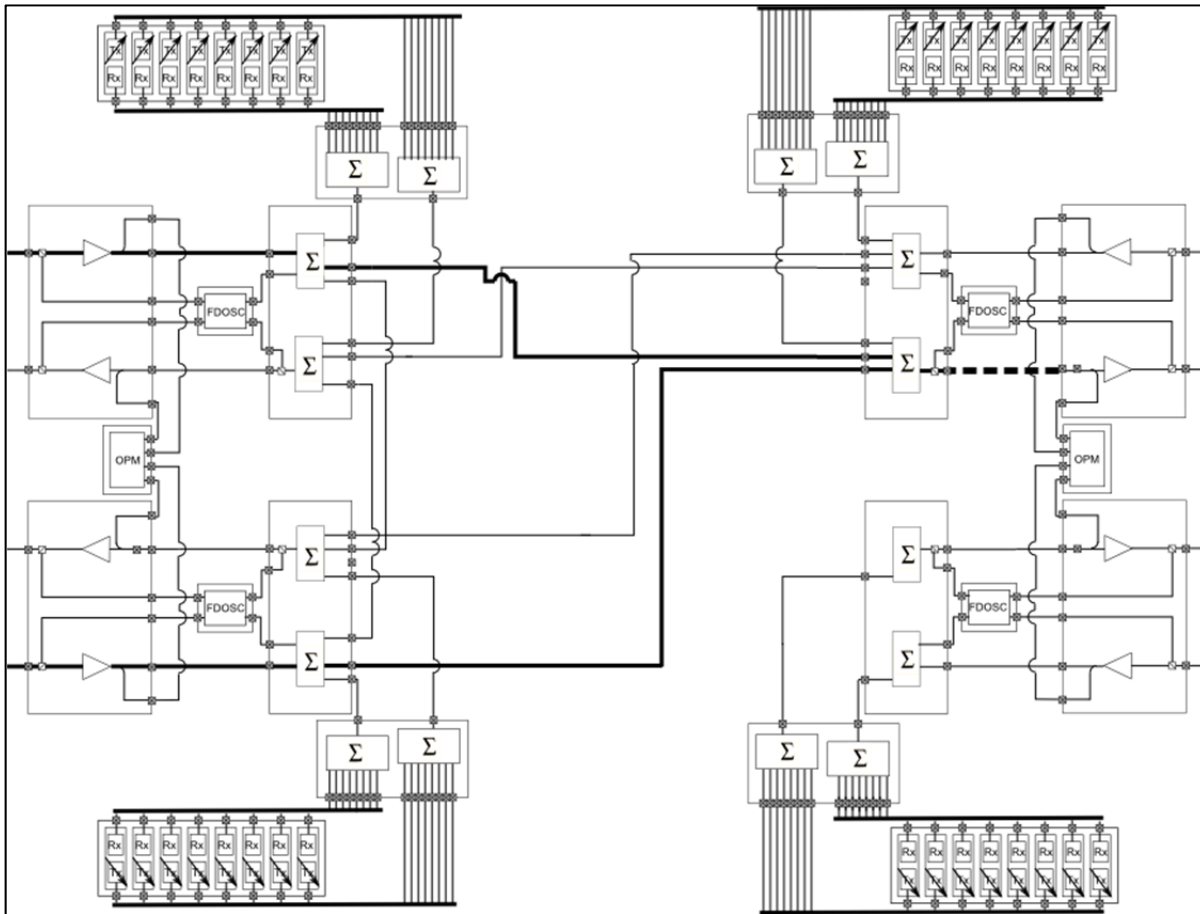 Tx Tx Tx Tx Tx Tx Tx Tx
Rx Rx Rx Rx Rx Rx Rx Rx
Tx Tx Tx Tx Tx Tx Tx Tx
Rx Rx Rx Rx Rx Rx Rx Rx
Σ Σ
Σ Σ
Σ
Σ
FDOSC
FDOSC
Σ
Σ
OPM
OPM
Σ
Σ
FDOSC
FDOSC
Σ
Σ
Σ Σ
Σ Σ
Rx Rx Rx Rx Rx Rx Rx Rx
Tx Tx Tx Tx Tx Tx Tx Tx
Rx Rx Rx Rx Rx Rx Rx Rx
Tx Tx Tx Tx Tx Tx Tx Tx